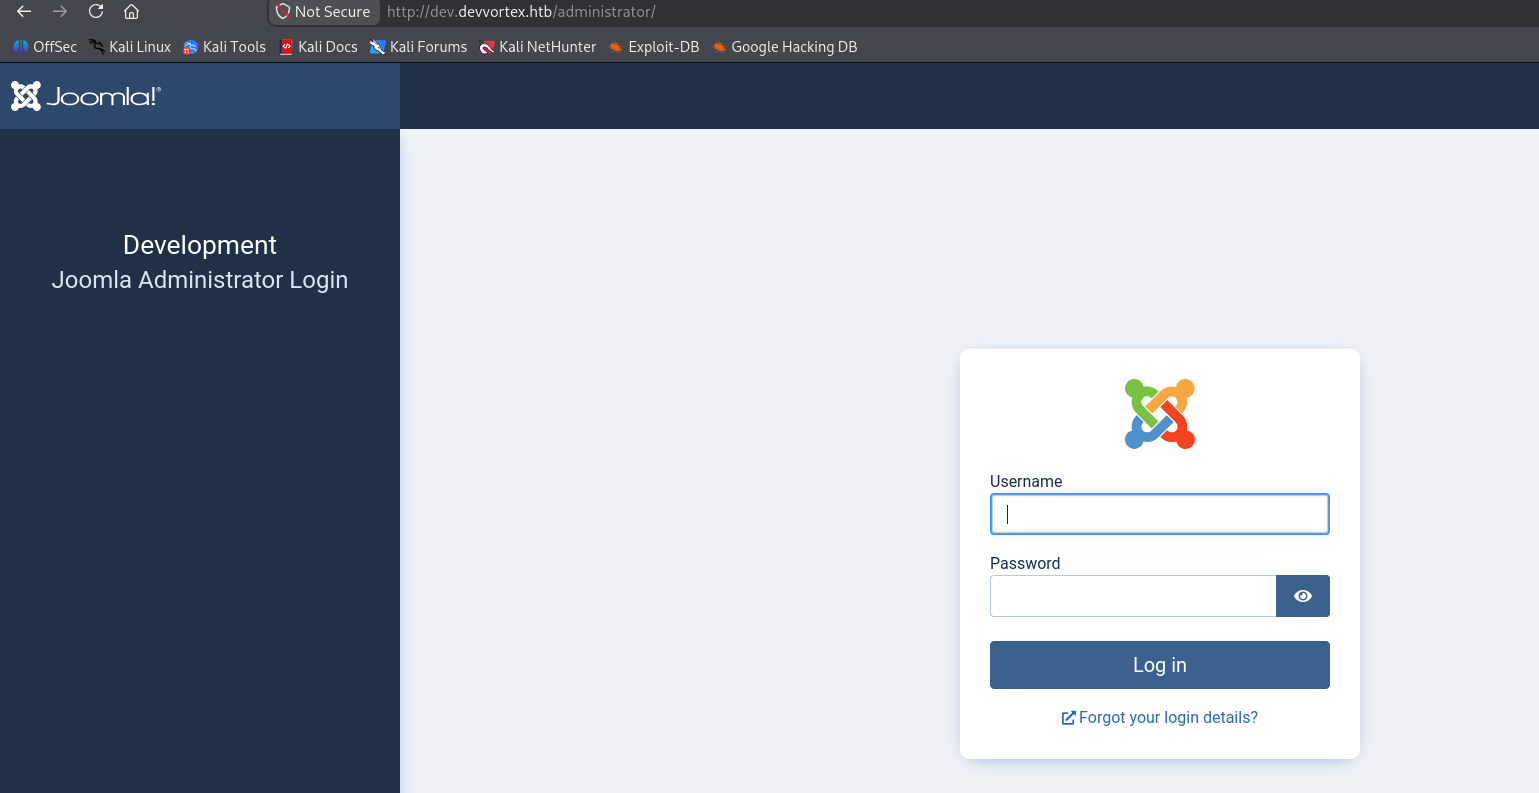 Not Secure http://dev.devvortex.htb/administrator/
OffSec Kali Linux Kali Tools Kali Docs Kali Forums Kali NetHunter Exploit-DB Google Hacking DB
Joomla!®
Development
Joomla Administrator Login
Username
Password
Log in
Forgot your login details?